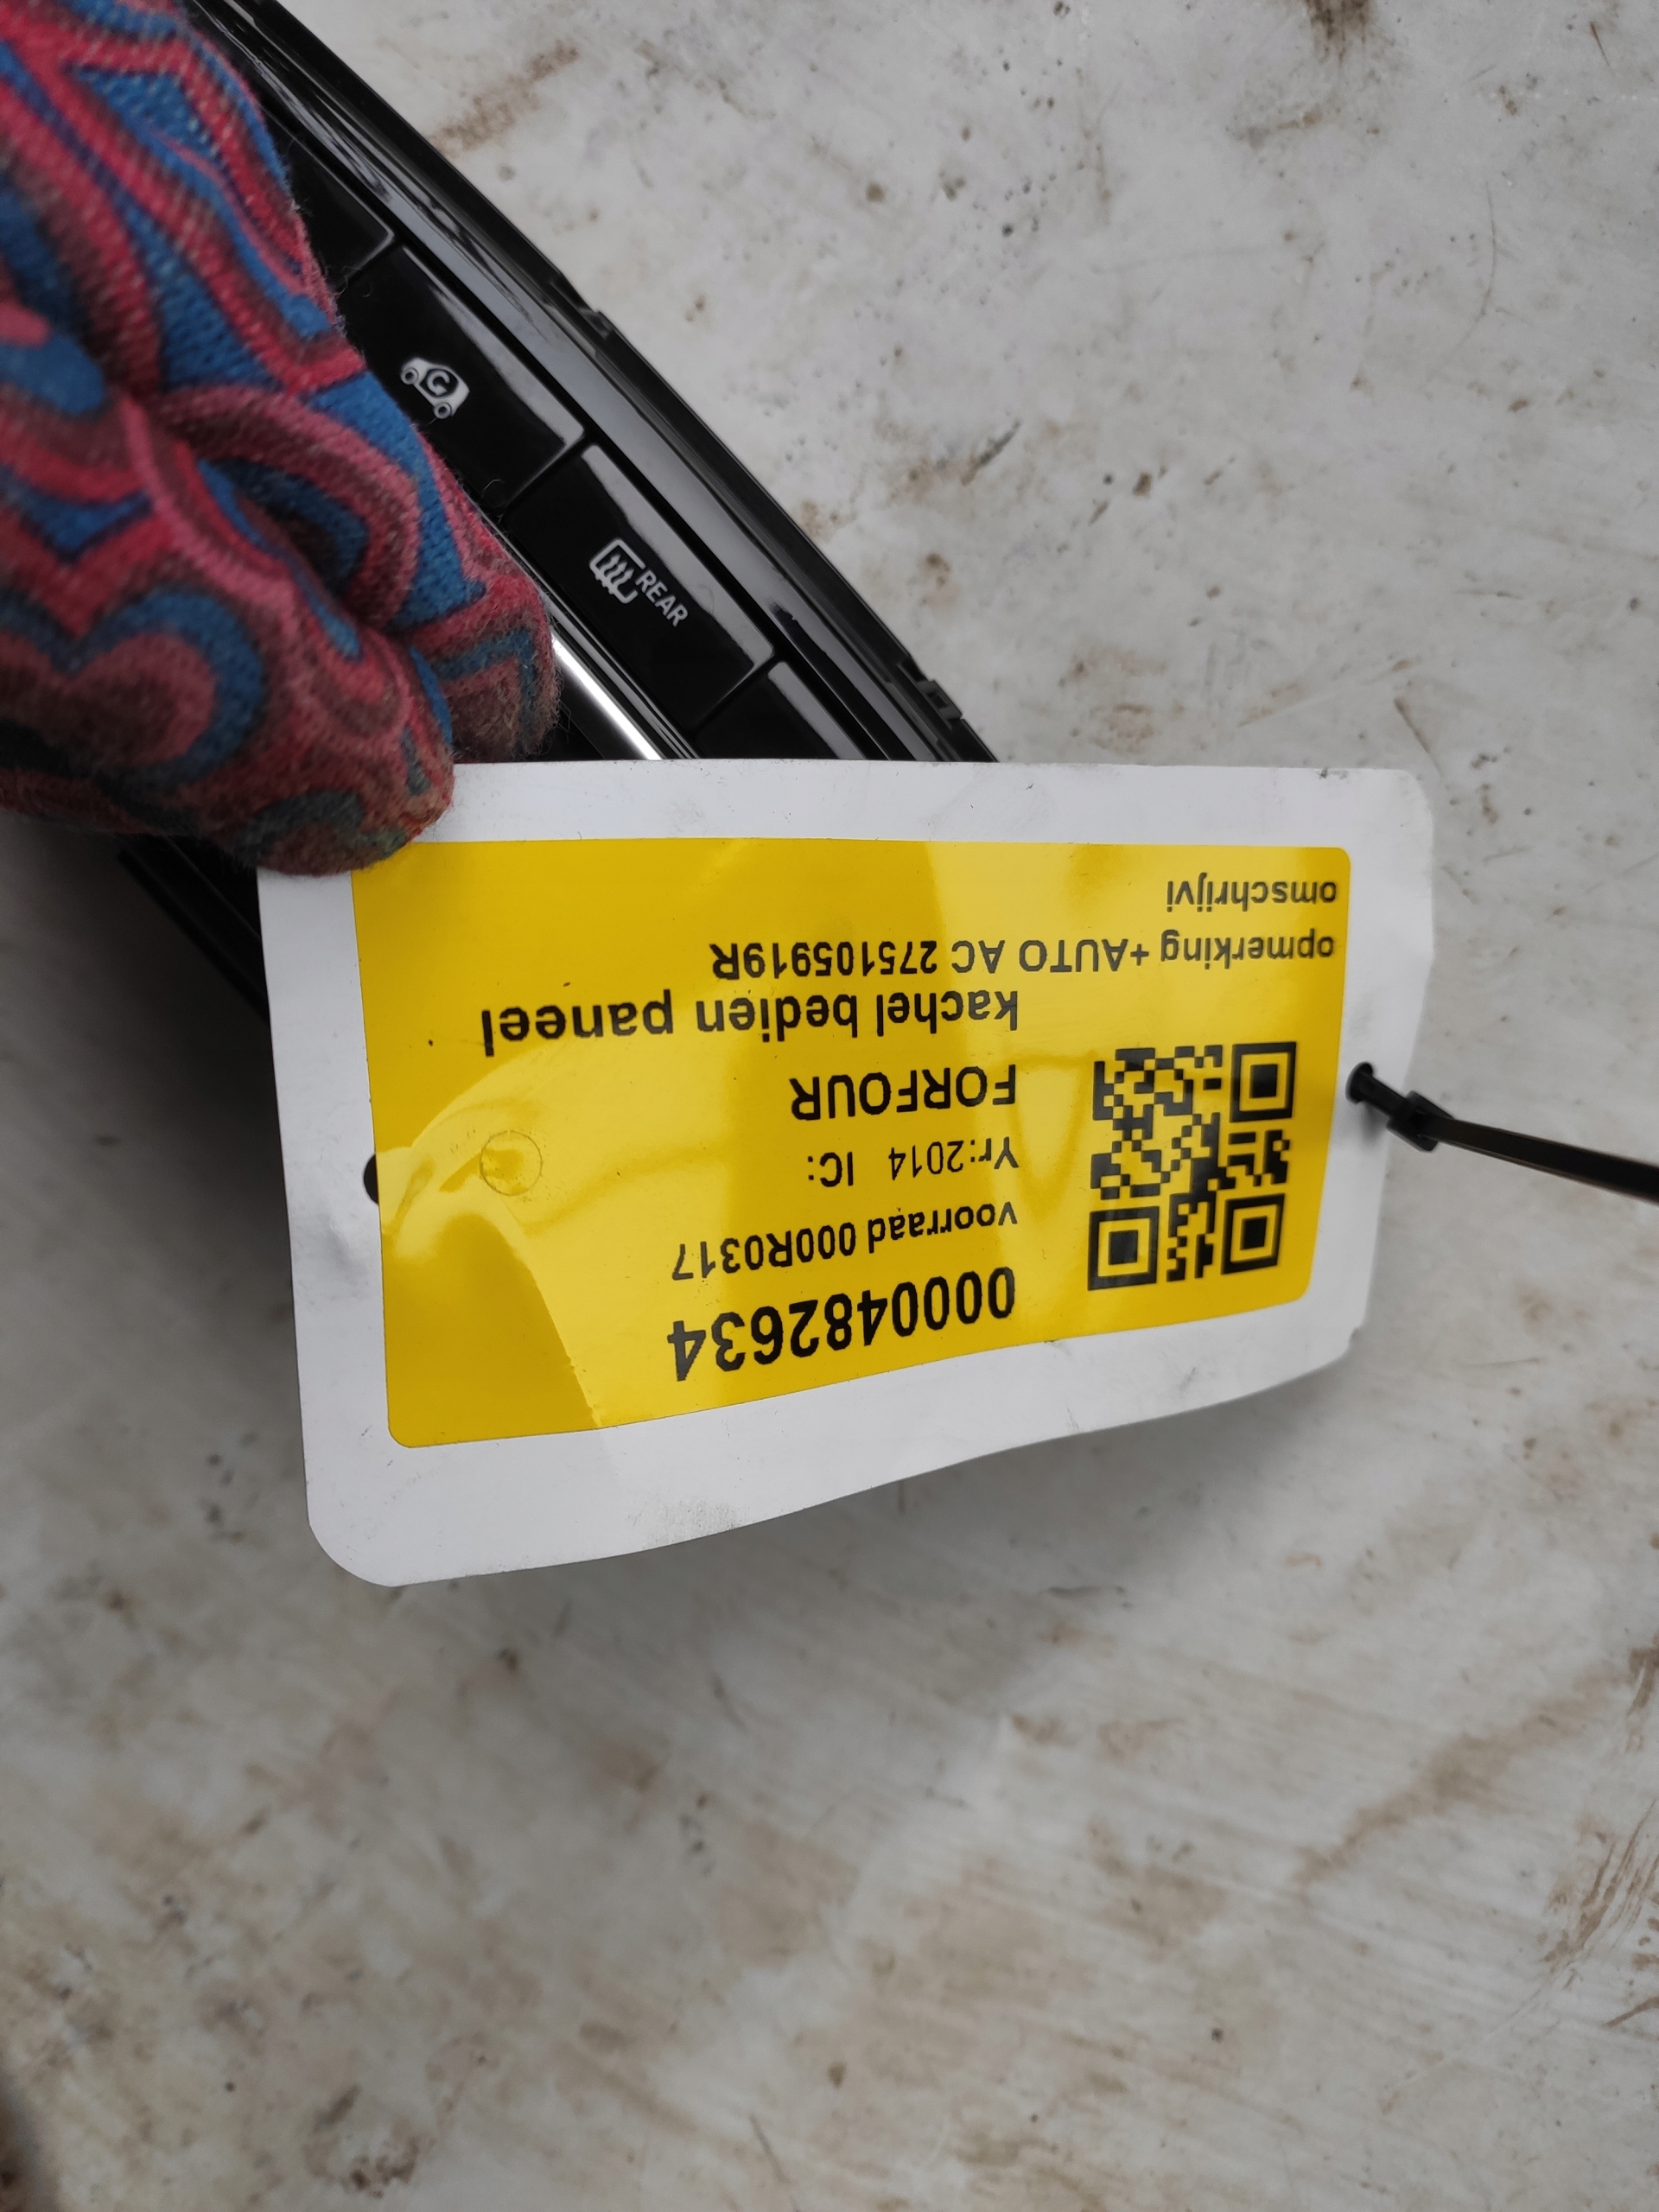 REAR
0000482634
voorraad 000R0317
Yr:2014 IC:
FORFOUR
kachel bedien paneel
opmerking +AUTO AC 275105919R
omschrijvi